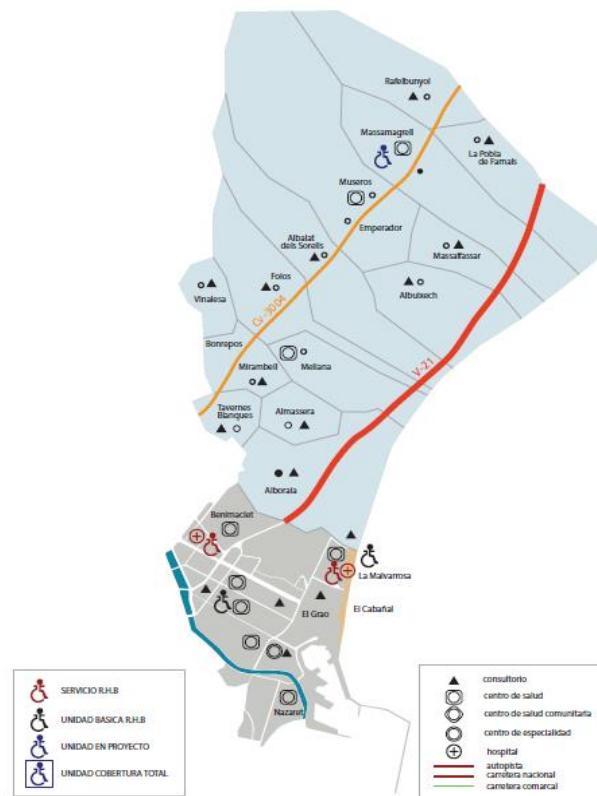 Rafelbunyol
Massamagrell
La Pobla
de Farnals
Museros
Emperador
Albalat
dels Sorells
Massalfassar
Foios
Albuixech
Vinalesa
CV-3004
Bonrepos
V-21
Mirambell
Meliana
Tavernes
Blanques
Almassera
Alboraia
Benimaclet
La Malvarrosa
El Grao
El Cabañal
Nazaret
SERVICIO R.H.B
UNIDAD BASICA R.H.B
UNIDAD EN PROYECTO
UNIDAD COBERTURA TOTAL
consultorio
centro de salud
centro de salud comunitaria
centro de especialidad
hospital
autopista
carretera nacional
carretera comarcal